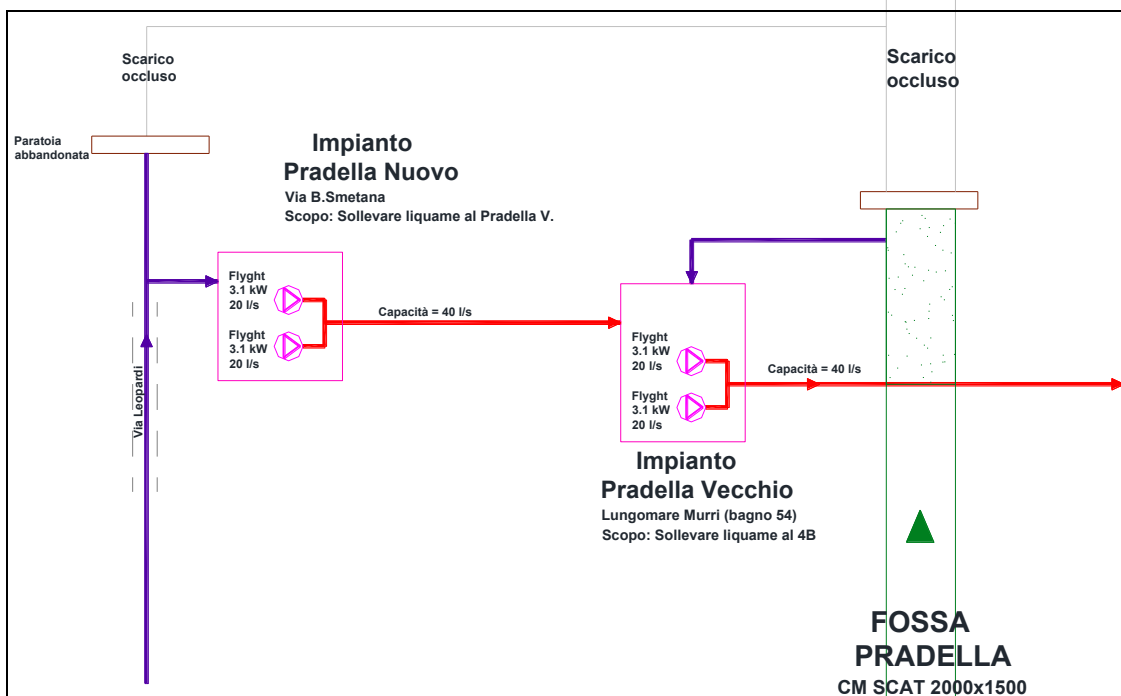 Scarico
occluso
Scarico
occluso
Paratoia
abbandonata
Impianto
Pradella Nuovo
Via B.Smetana
Scopo: Sollevare liquame al Pradella V.
Flyght
3.1 kW
20 l/s
Flyght
3.1 kW
20 l/s
Capacità = 40 l/s
Via Leopardi
Flyght
3.1 kW
20 l/s
Flyght
3.1 kW
20 l/s
Capacità = 40 l/s
Impianto
Pradella Vecchio
Lungomare Murri (bagno 54)
Scopo: Sollevare liquame al 4B
FOSSA
PRADELLA
CM SCAT 2000x1500